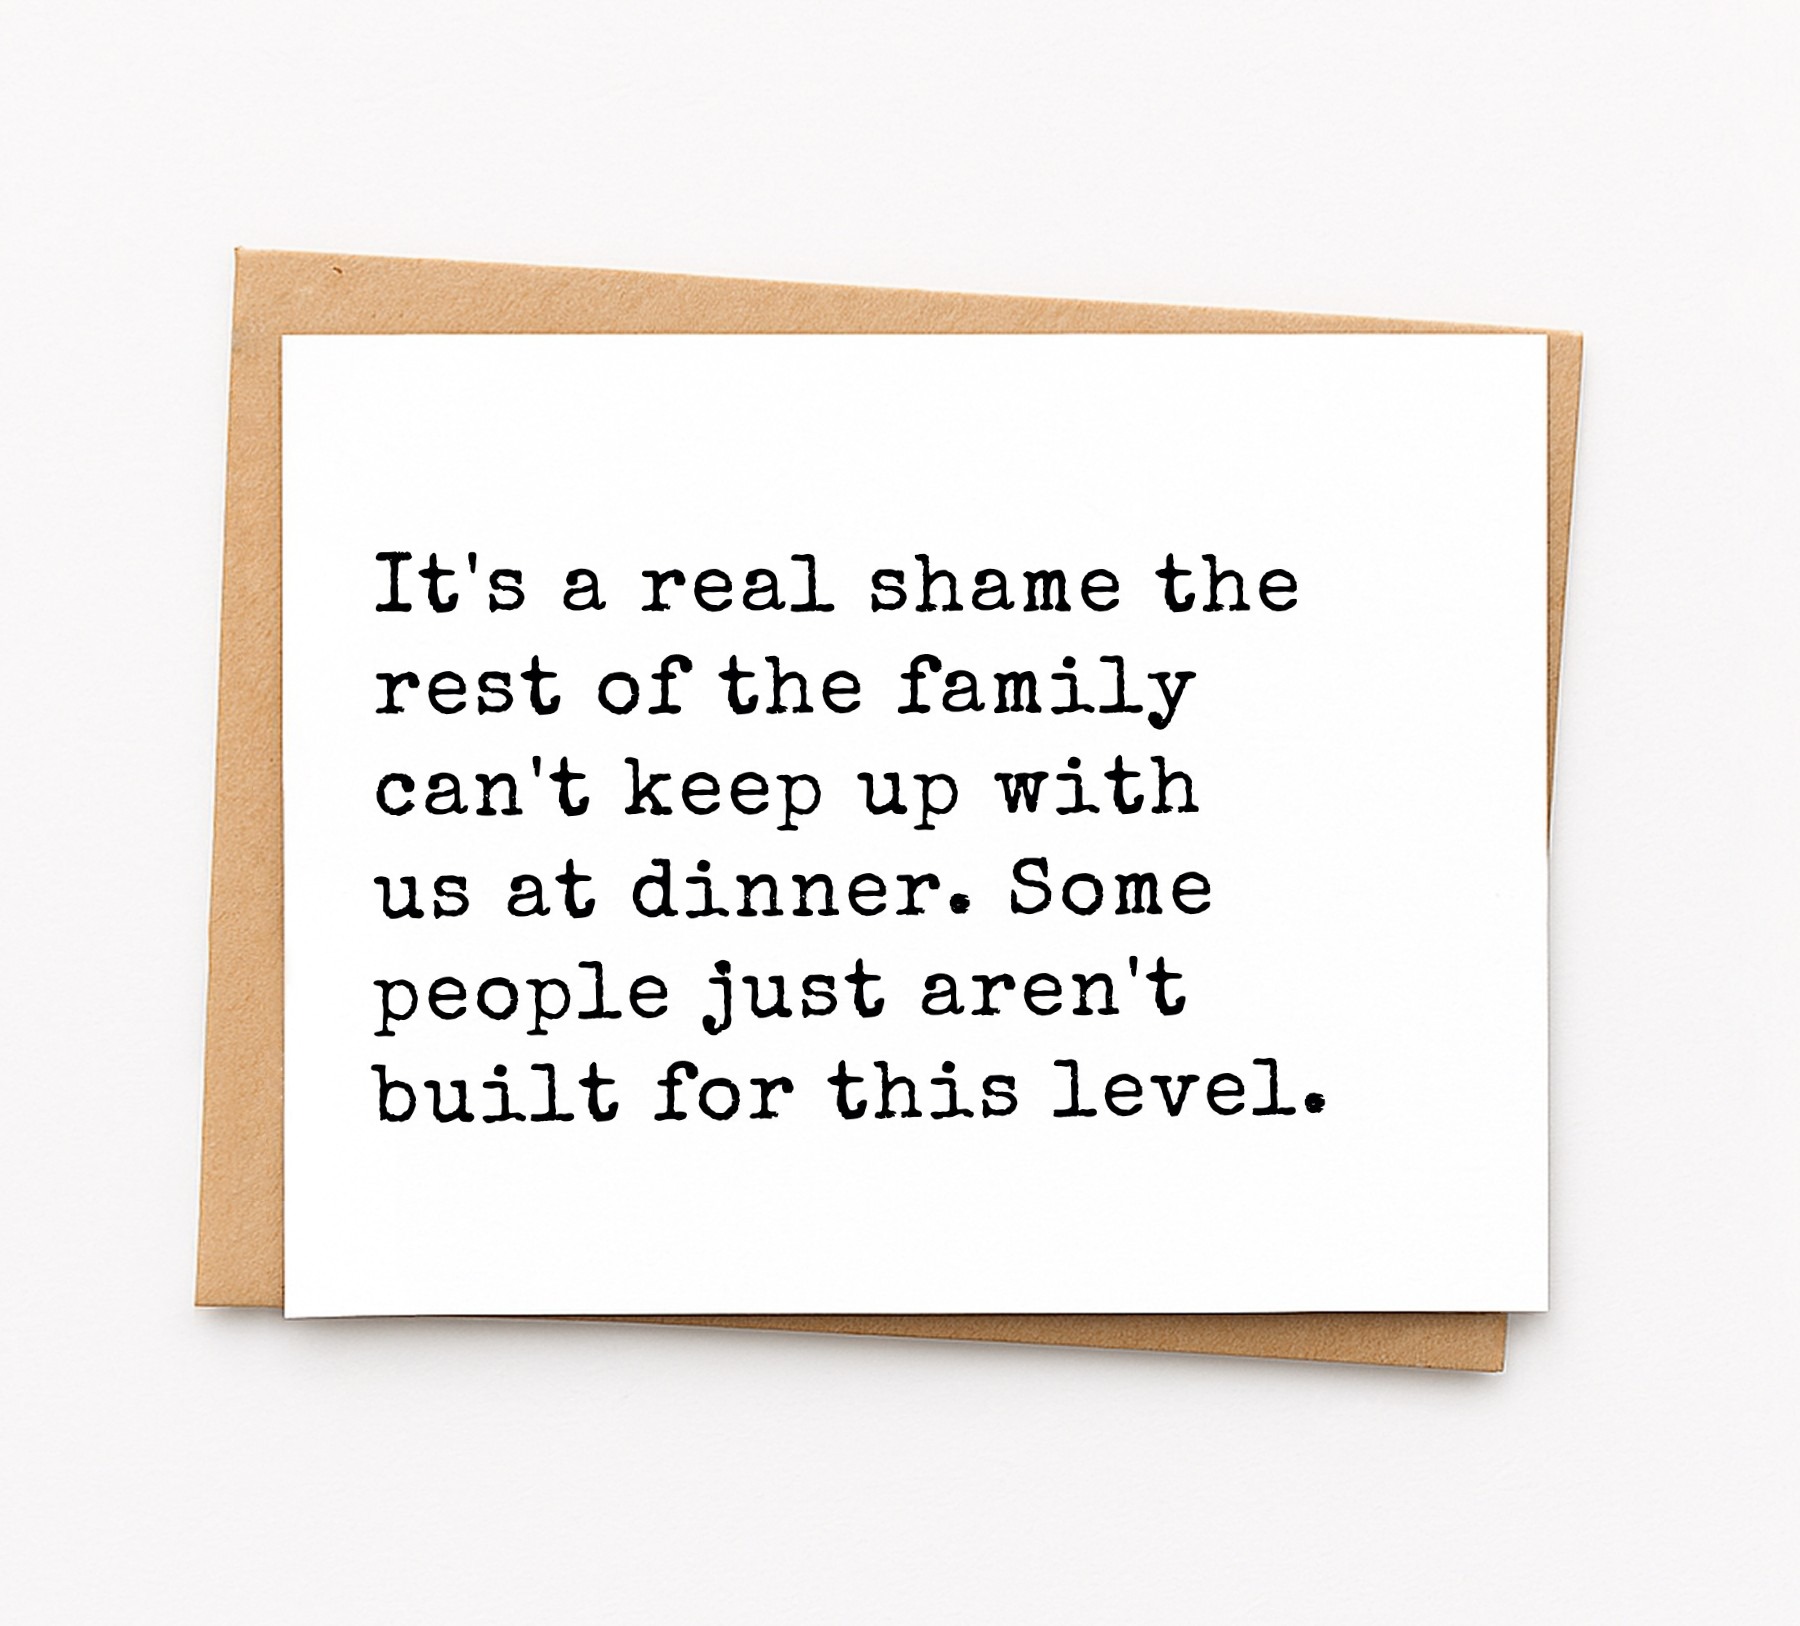 It's a real shame the
rest of the family
can't keep up with
us at dinner. Some
people just aren't
built for this level.